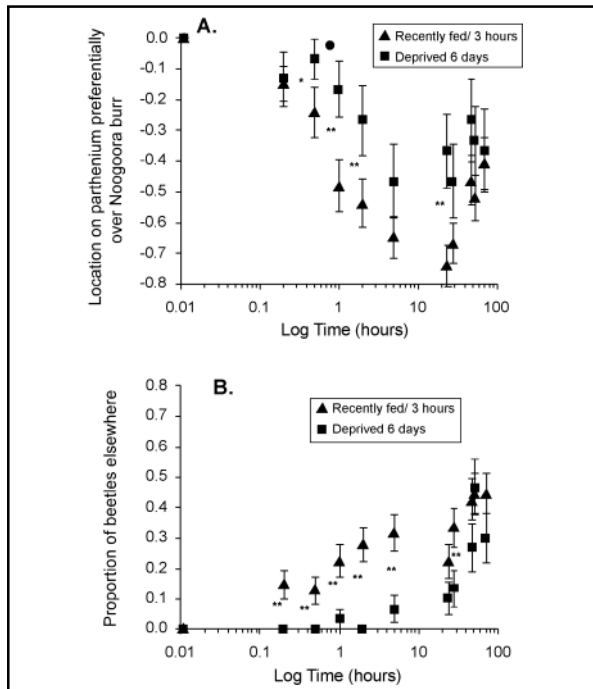 A.
▲ Recently fed/ 3 hours
■ Deprived 6 days
Location on parthenium preferentially
over Noogoora burr
0.0
-0.1
-0.2
-0.3
-0.4
-0.5
-0.6
-0.7
-0.8
*
**
**
**
0.01 0.1 1 10 100
Log Time (hours)
B.
▲ Recently fed/ 3 hours
■ Deprived 6 days
Proportion of beetles elsewhere
0.8
0.7
0.6
0.5
0.4
0.3
0.2
0.1
0.0
**
**
**
**
**
**
0.01 0.1 1 10 100
Log Time (hours)